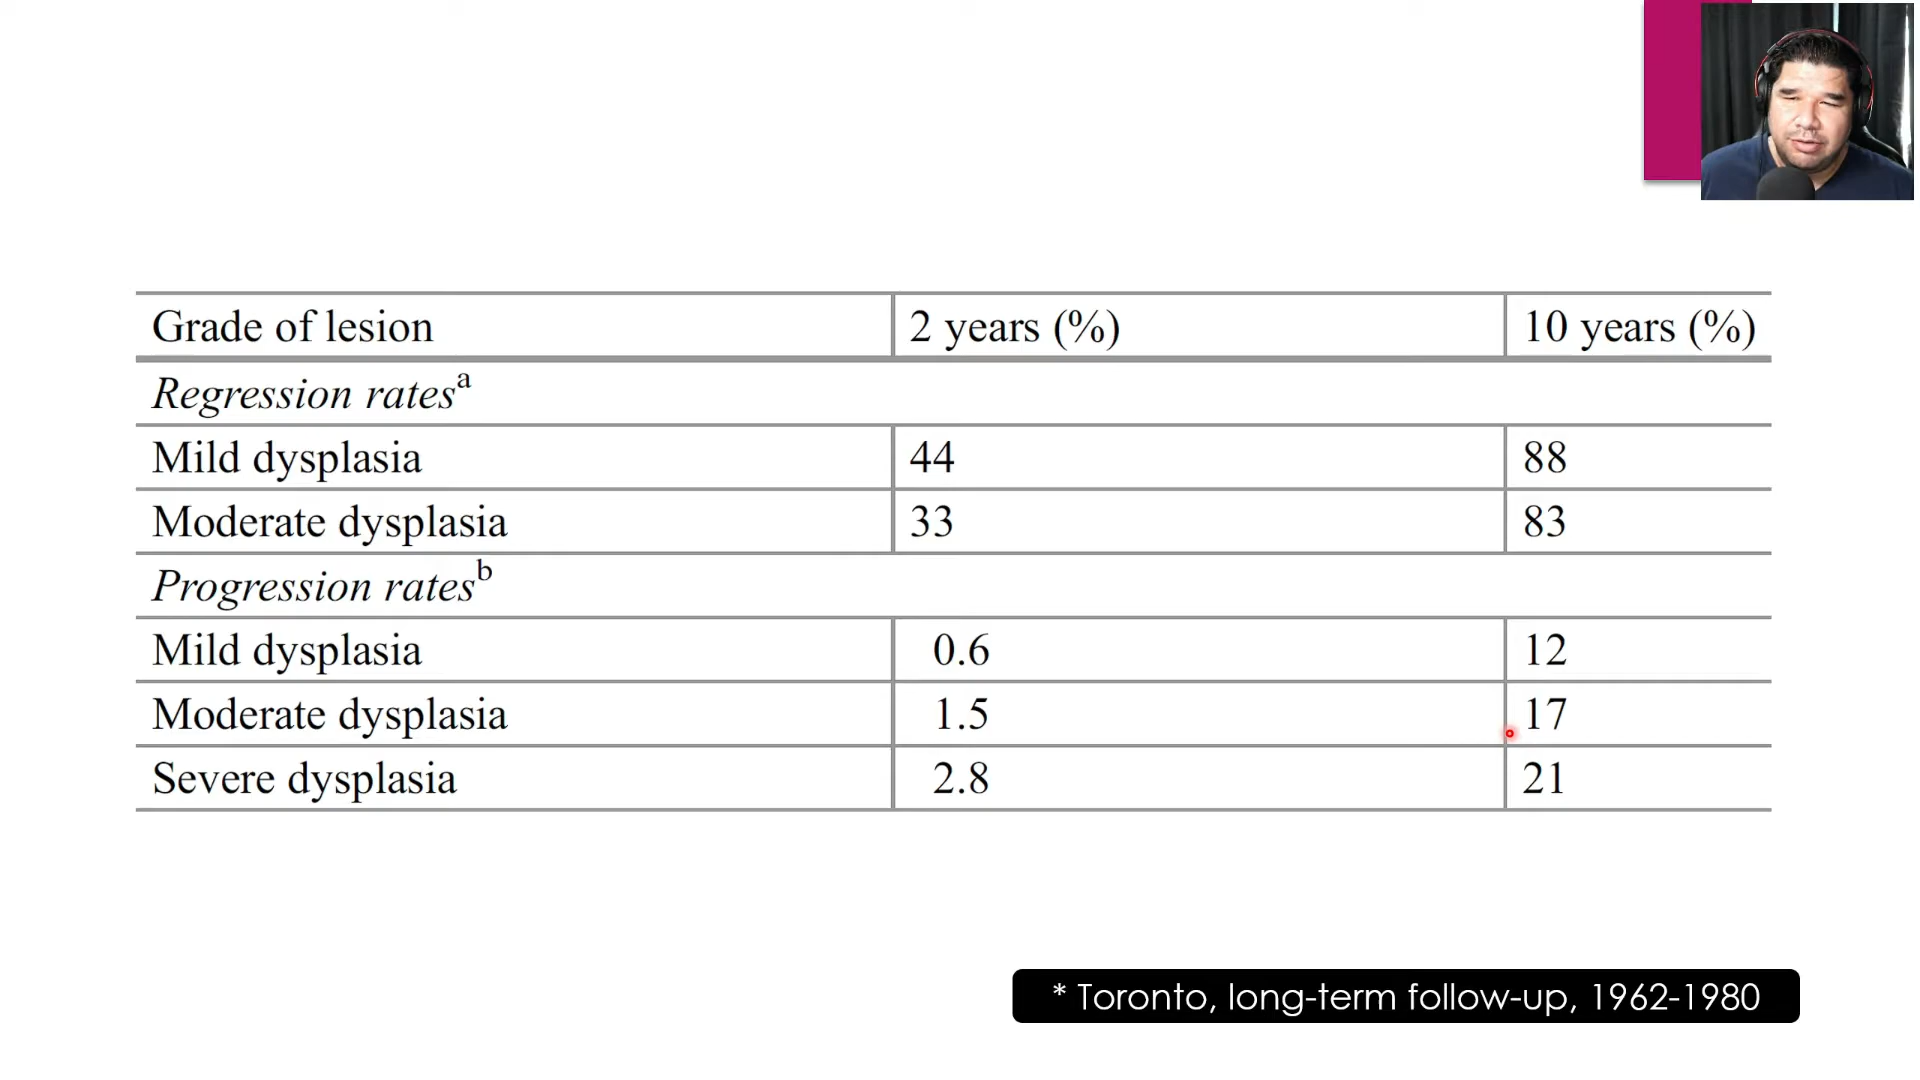 Grade of lesion 2 years (%) 10 years (%)
Regression ratesᵃ
Mild dysplasia 44 88
Moderate dysplasia 33 83
Progression ratesᵇ
Mild dysplasia 0.6 12
Moderate dysplasia 1.5 17
Severe dysplasia 2.8 21
* Toronto, long-term follow-up, 1962-1980